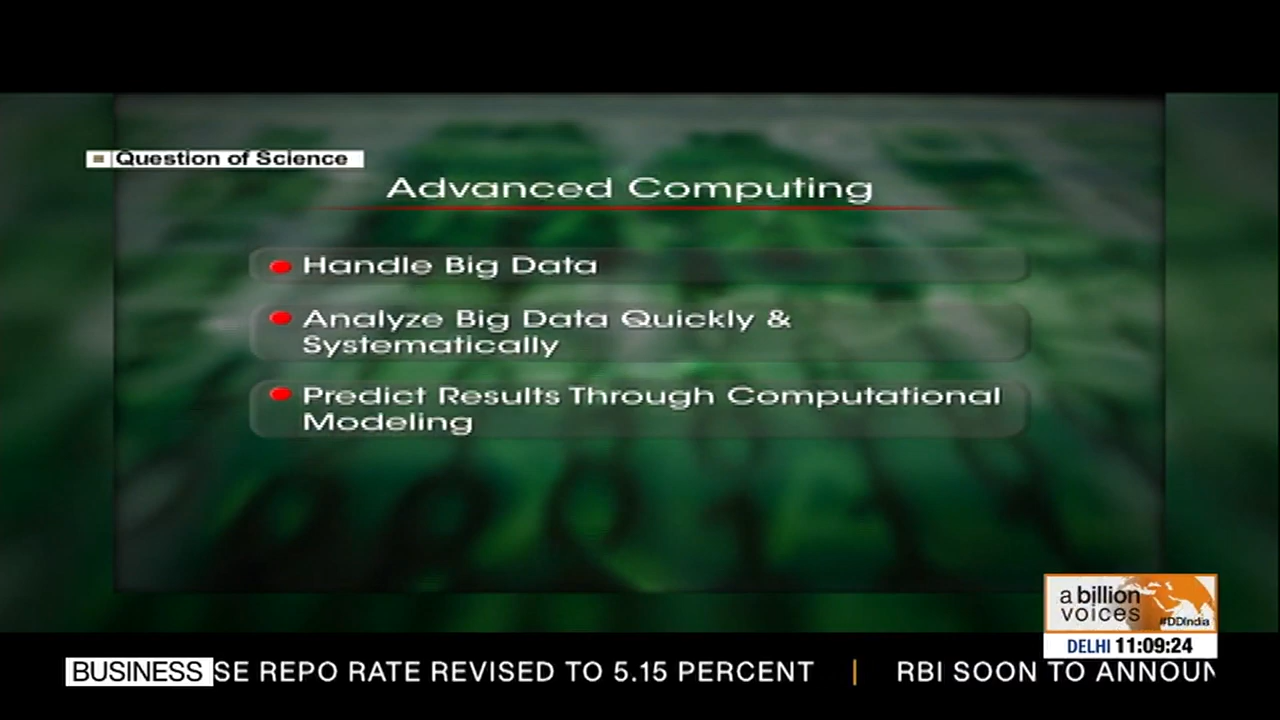 Question of Science
Advanced Computing
Handle Big Data
Analyze Big Data Quickly &
Systematically
Predict Results Through Computational
Modeling
a billion
voices
#DDIndia
DELHI 11:09:24
BUSINESS SE REPO RATE REVISED TO 5.15 PERCENT | RBI SOON TO ANNOUN